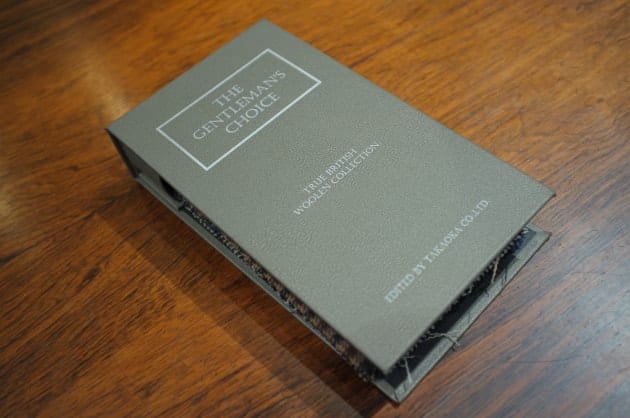 THE
GENTLEMAN'S
CHOICE
TRUE BRITISH
WOOLEN COLLECTION
EDITED BY TAKAOKA CO.LTD.